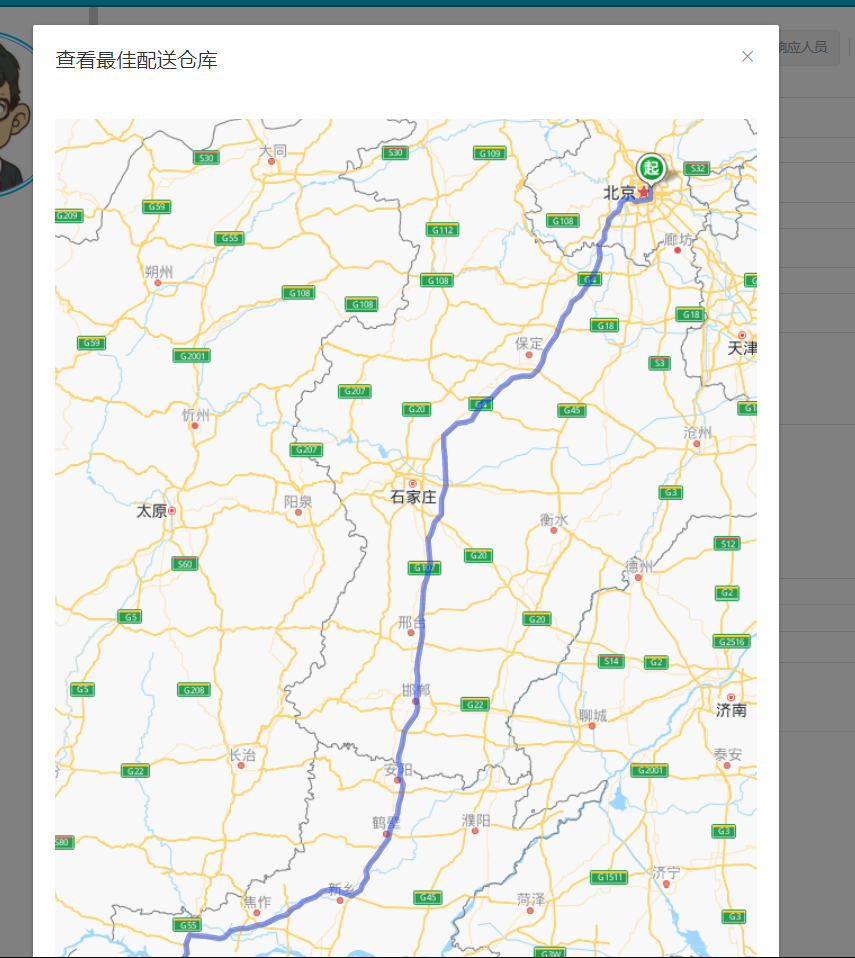 响应人员
查看最佳配送仓库
×
大同
S30
S30
G109
起
S32
北京
G209
G59
G55
G112
G108
廊坊
朔州
G108
G108
G108
G4
G18
G18
天津
G59
G2001
保定
S3
G207
G20
G4
G45
忻州
G207
沧州
石家庄
G3
太原
阳泉
衡水
S12
S60
G107
G20
德州
G2
G5
邢台
G20
G2516
S14
G2
G5
G208
邯郸
G22
聊城
济南
长治
G22
安阳
G2001
泰安
鹤壁
濮阳
G3
S80
G1511
济宁
新乡
焦作
G45
菏泽
G3
G55
G3W